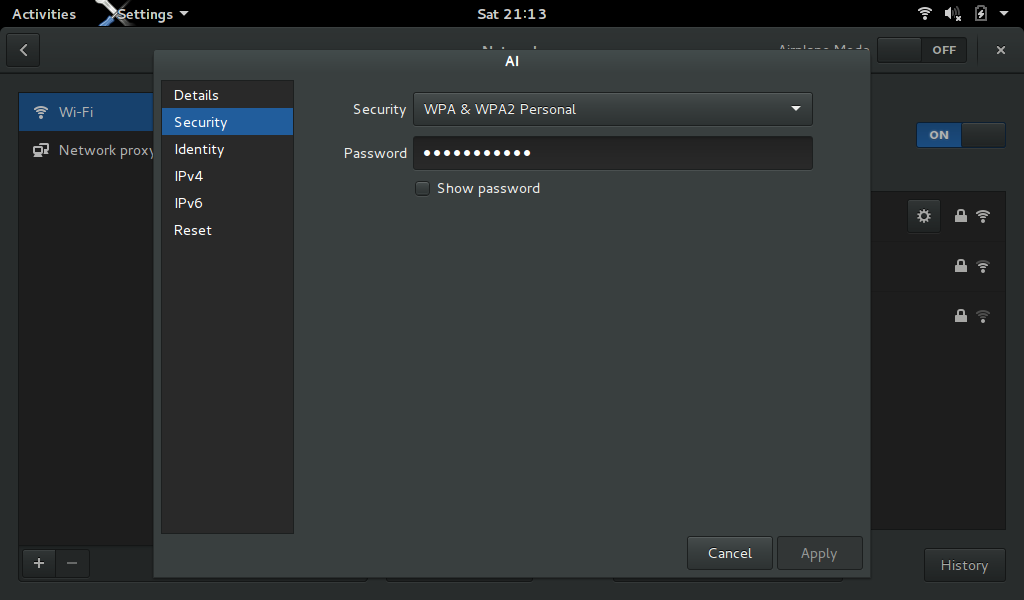 Activities Settings Sat 21:13
Airplane Mode OFF
AI
Wi-Fi
Network proxy
Details
Security
Identity
IPv4
IPv6
Reset
Security WPA & WPA2 Personal
Password
Show password
ON
Cancel Apply
History